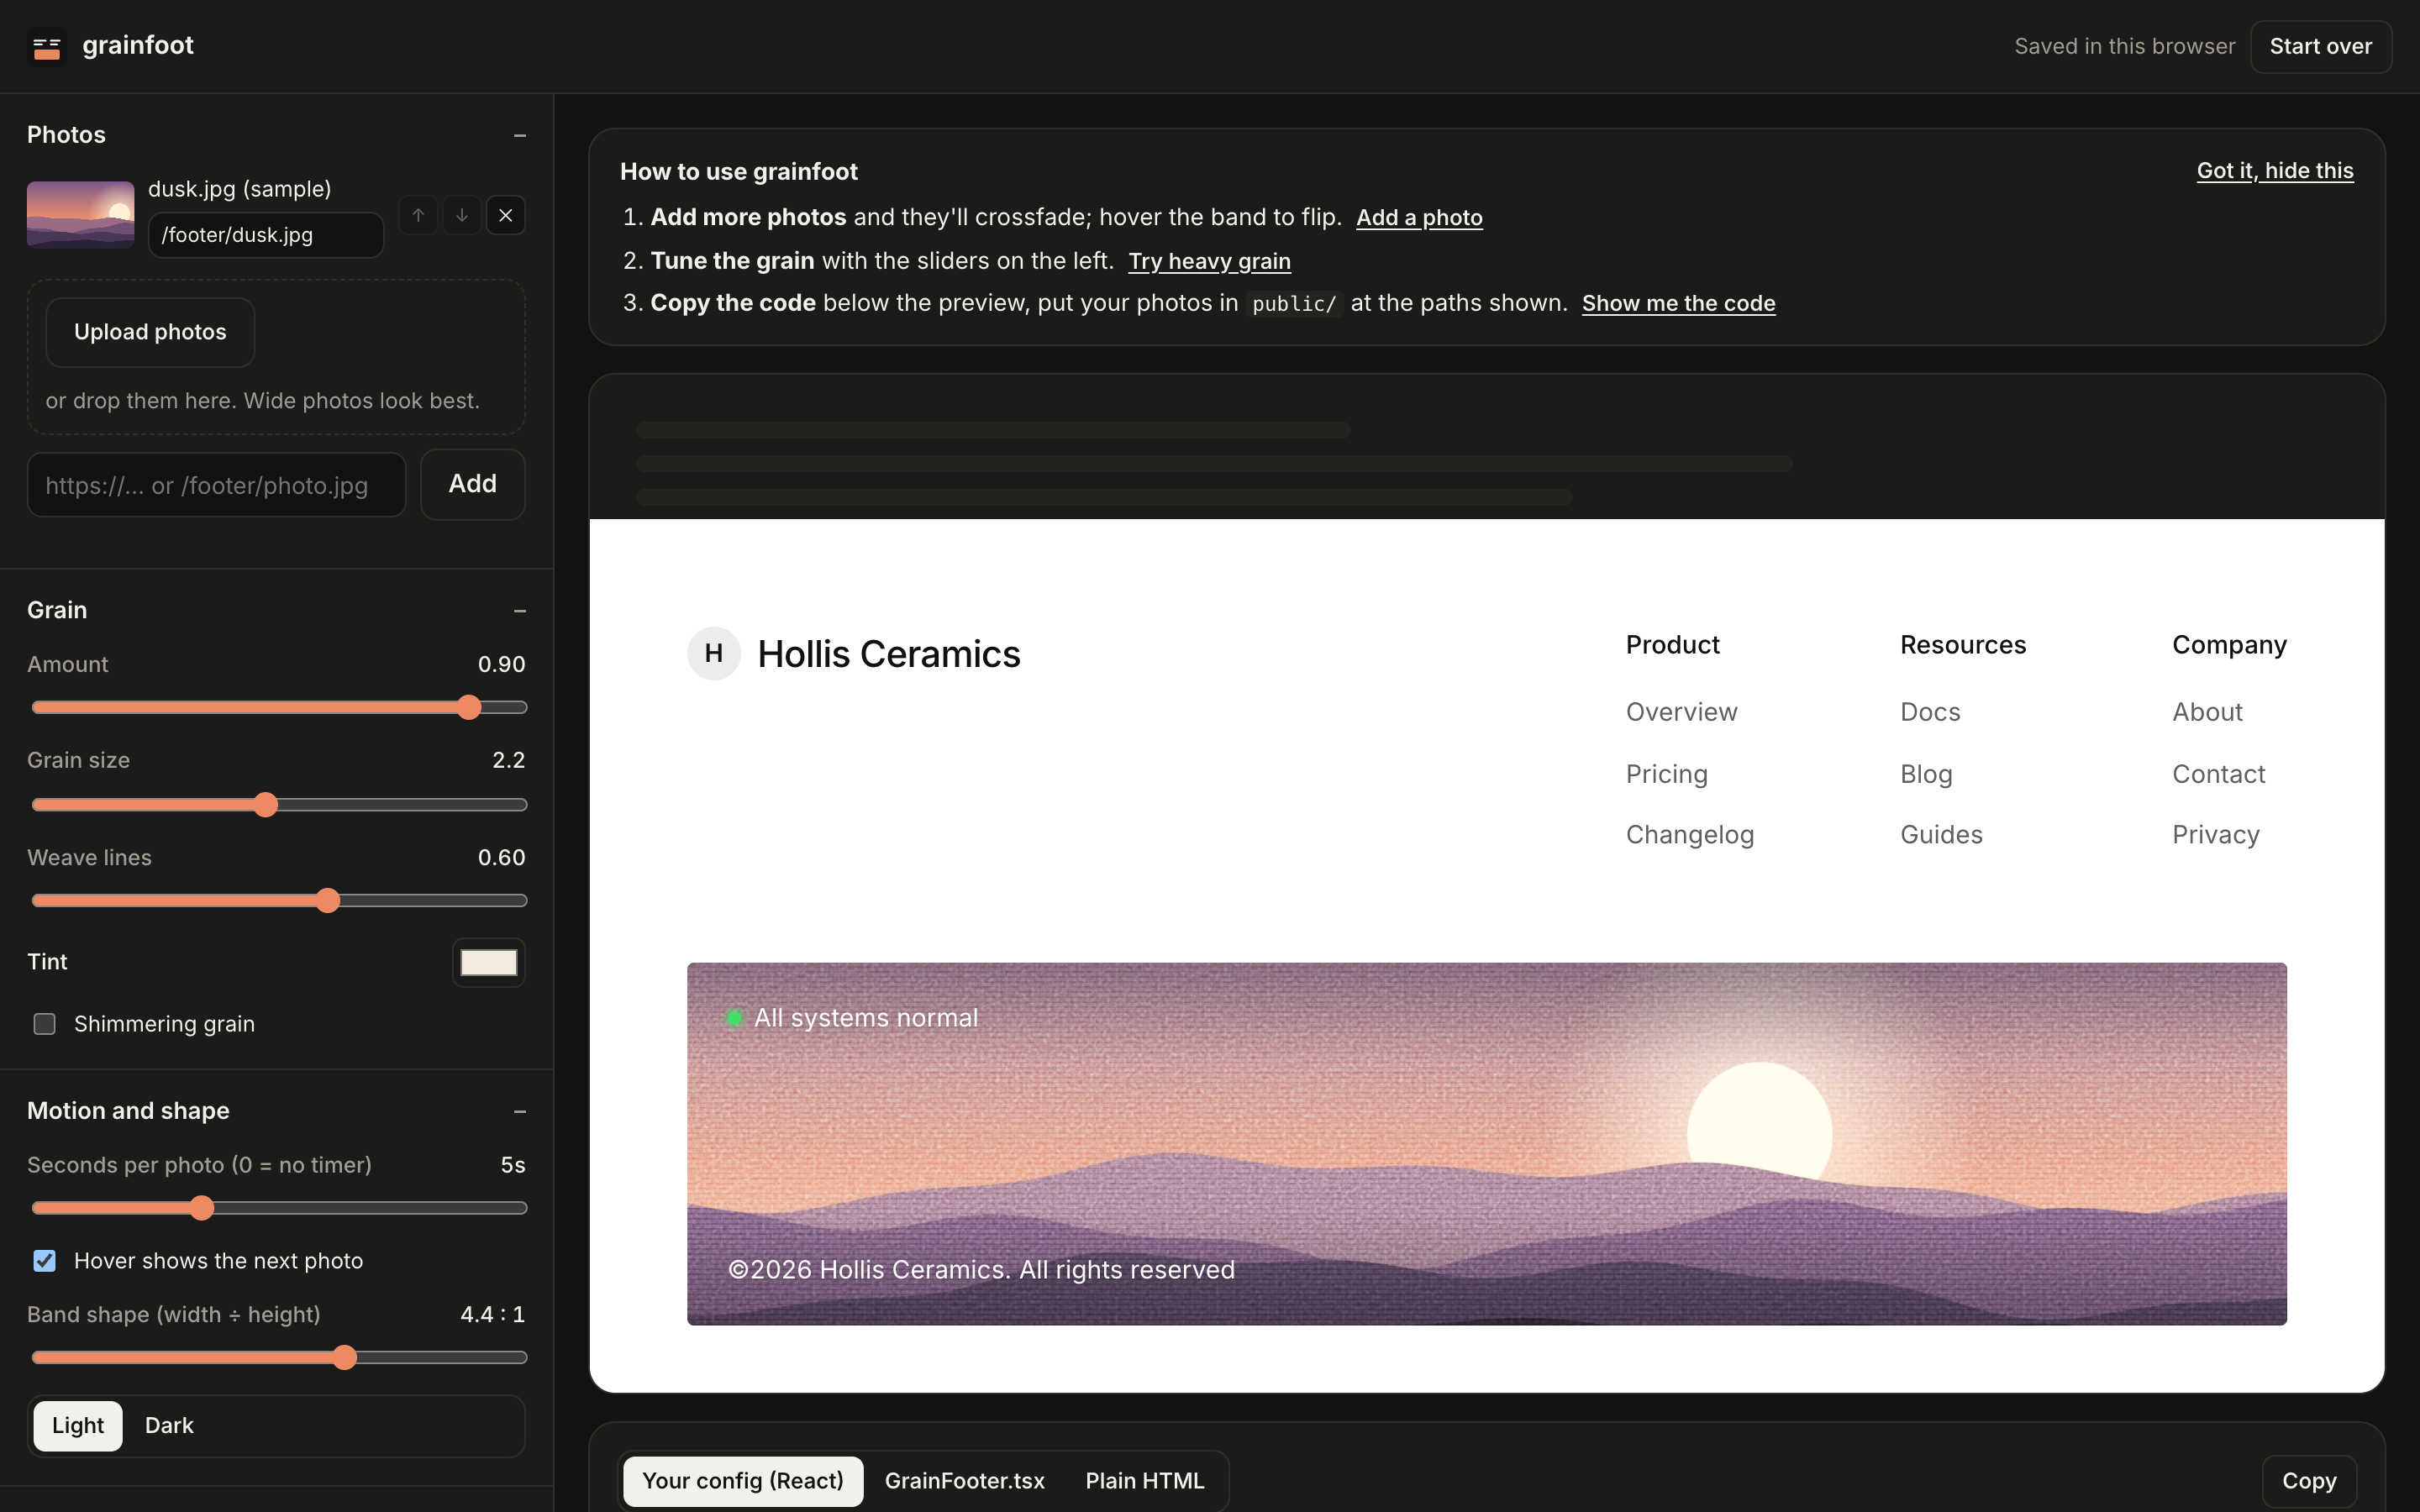 grainfoot
Saved in this browser
Start over
Photos
dusk.jpg (sample)
/footer/dusk.jpg
Upload photos
or drop them here. Wide photos look best.
https://... or /footer/photo.jpg
Add
Grain
Amount 0.90
Grain size 2.2
Weave lines 0.60
Tint
Shimmering grain
Motion and shape
Seconds per photo (0 = no timer) 5s
Hover shows the next photo
Band shape (width ÷ height) 4.4 : 1
Light Dark
How to use grainfoot
Got it, hide this
1. Add more photos and they'll crossfade; hover the band to flip. Add a photo
2. Tune the grain with the sliders on the left. Try heavy grain
3. Copy the code below the preview, put your photos in public/ at the paths shown. Show me the code
H Hollis Ceramics
Product Resources Company
Overview Docs About
Pricing Blog Contact
Changelog Guides Privacy
All systems normal
©2026 Hollis Ceramics. All rights reserved
Your config (React) GrainFooter.tsx Plain HTML
Copy